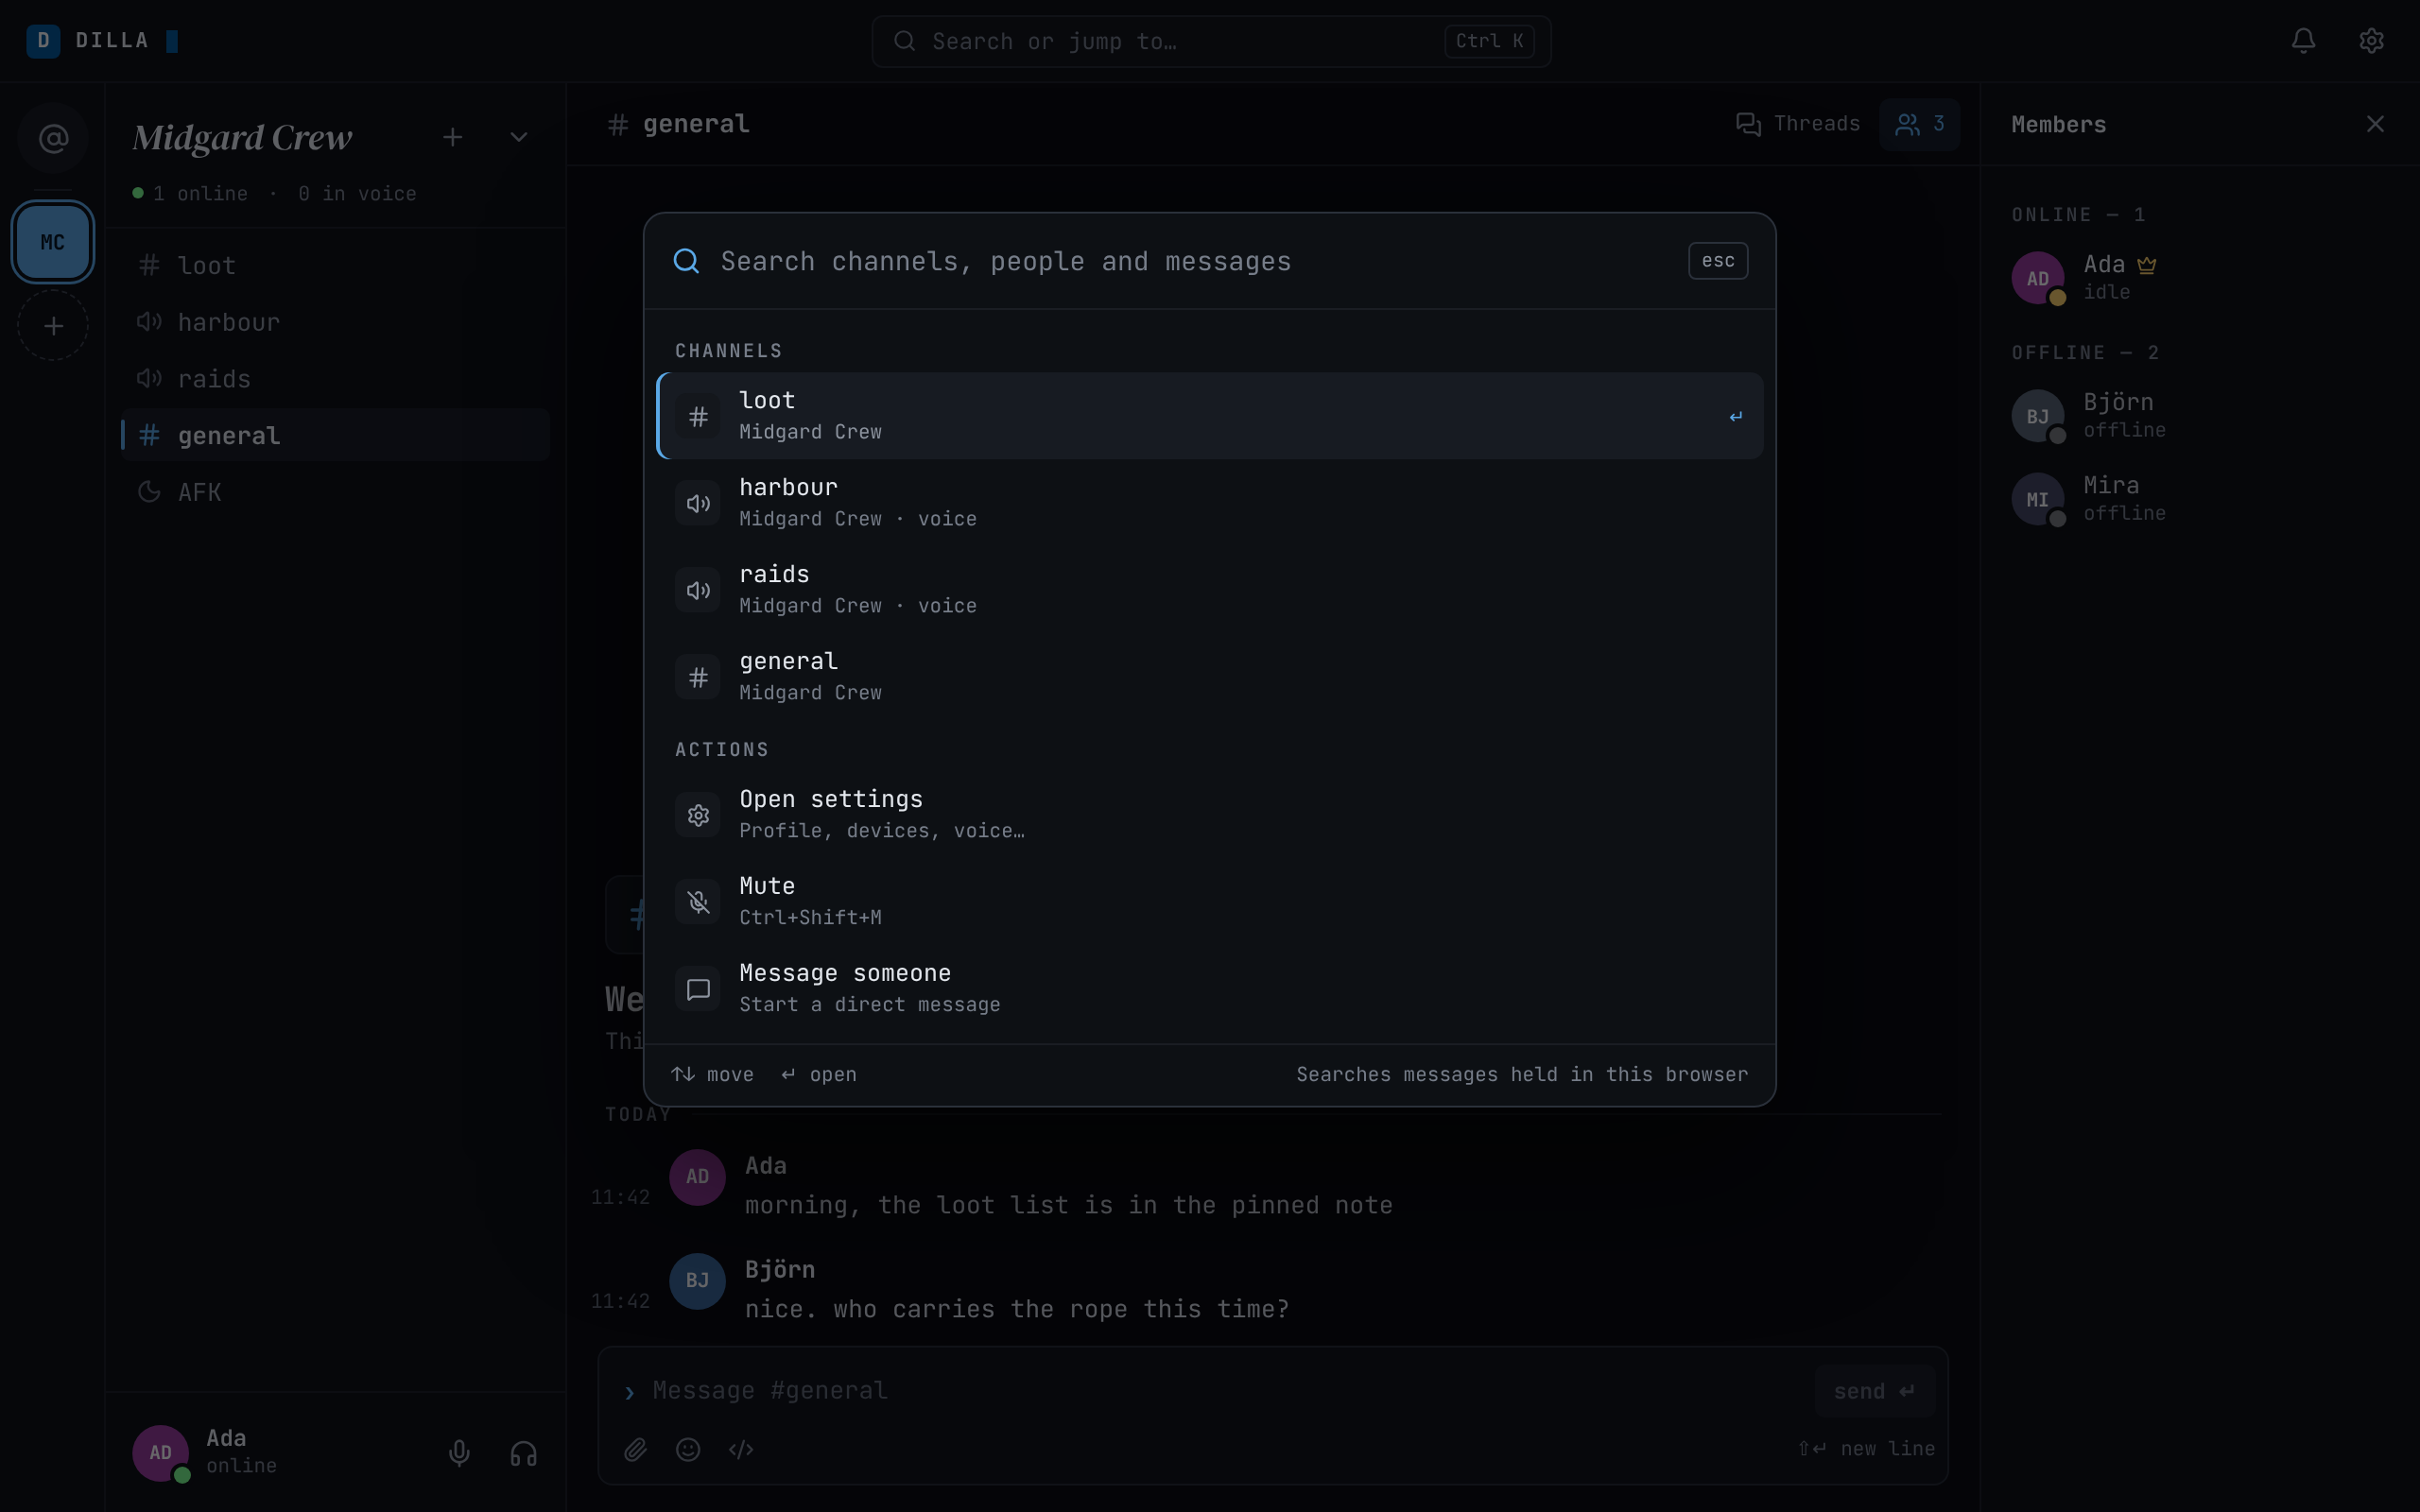 D DILLA
Search or jump to… Ctrl K
Midgard Crew
1 online · 0 in voice
MC
loot
harbour
raids
general
AFK
AD Ada
online
# general
Threads 3
Search channels, people and messages esc
CHANNELS
loot
Midgard Crew
harbour
Midgard Crew · voice
raids
Midgard Crew · voice
general
Midgard Crew
ACTIONS
Open settings
Profile, devices, voice…
Mute
Ctrl+Shift+M
Message someone
Start a direct message
↑↓ move ↵ open
Searches messages held in this browser
We
Thi
TODAY
AD Ada
11:42 morning, the loot list is in the pinned note
BJ Björn
11:42 nice. who carries the rope this time?
› Message #general
send ↵
⇧↵ new line
Members
ONLINE — 1
AD Ada
idle
OFFLINE — 2
BJ Björn
offline
MI Mira
offline